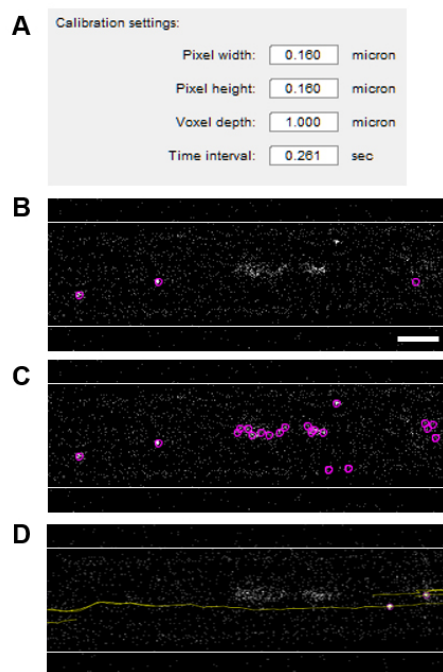 A
Calibration settings:
Pixel width: 0.160 micron
Pixel height: 0.160 micron
Voxel depth: 1.000 micron
Time interval: 0.261 sec
B
C
D